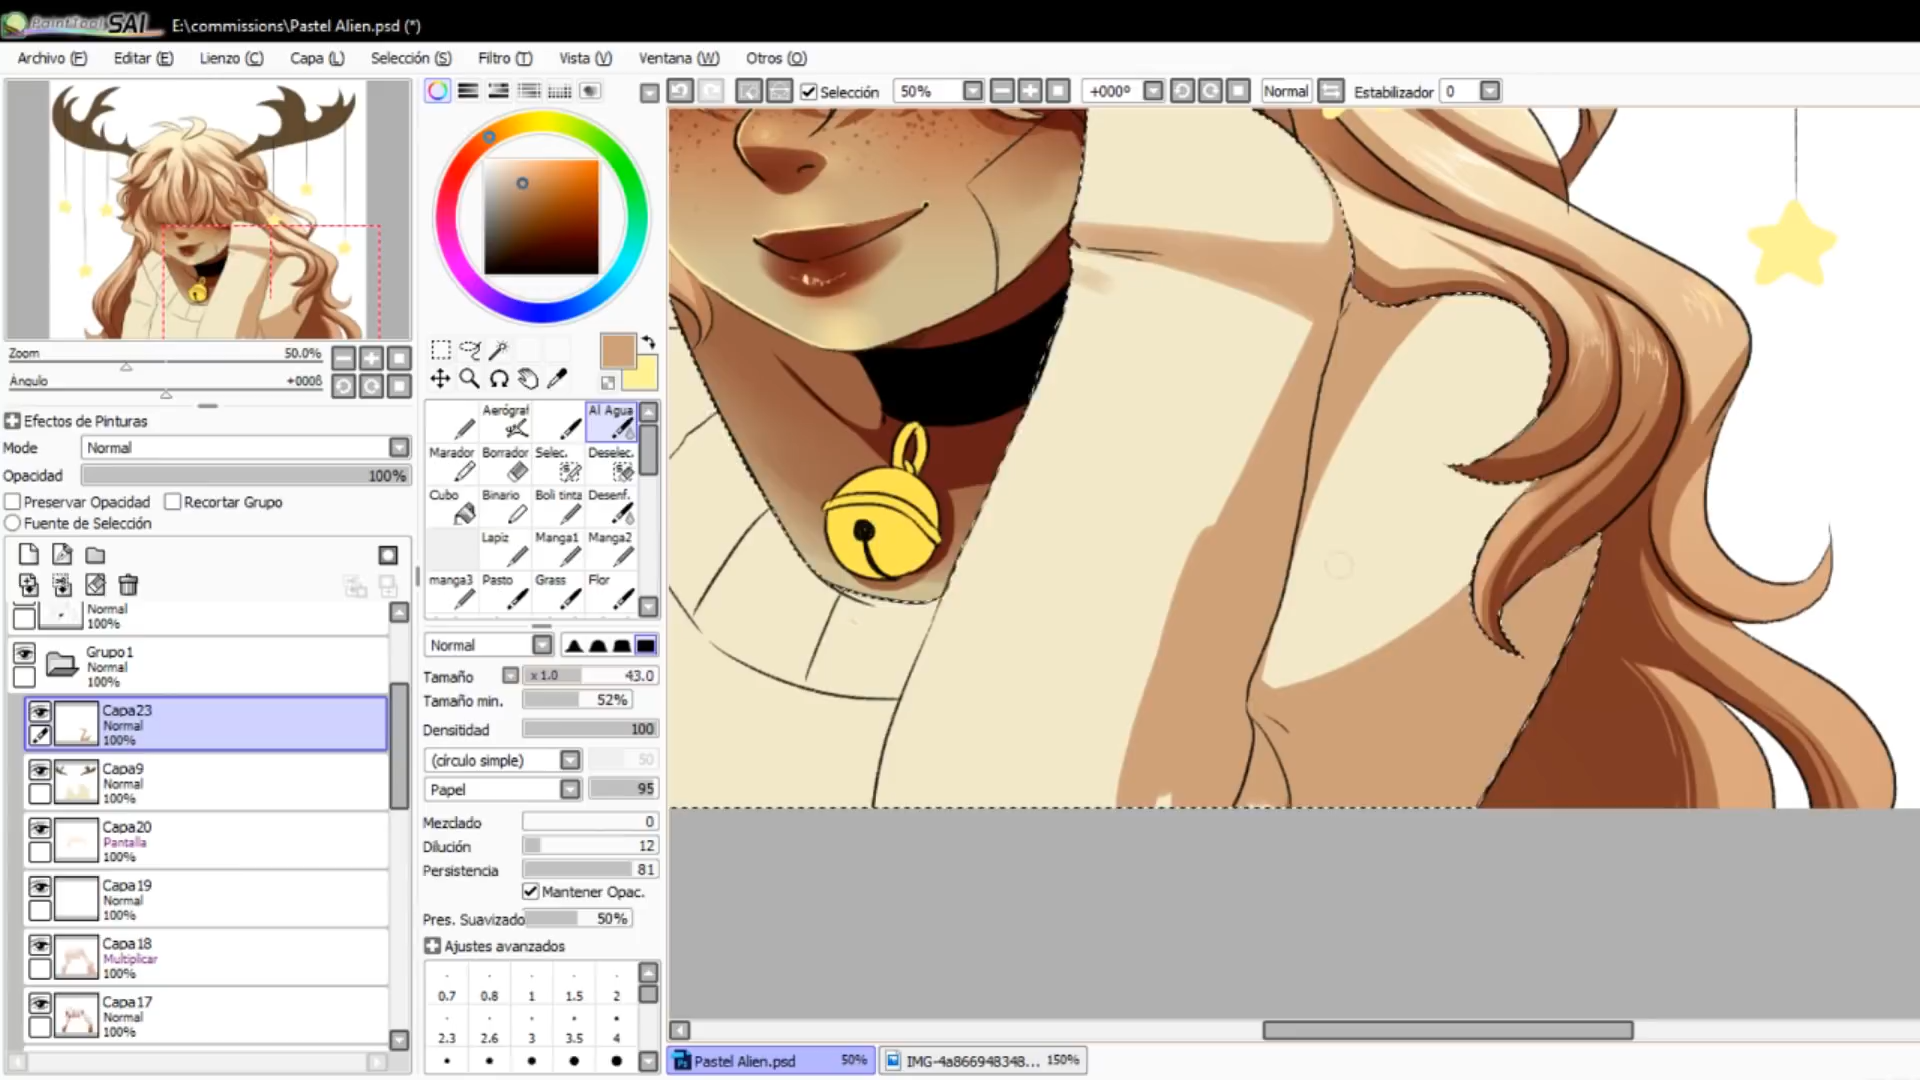 PaintTool SAI E:\commissions\Pastel Alien.psd (*)
Archivo (F) Editar (E) Lienzo (C) Capa (L) Selección (S) Filtro (T) Vista (V) Ventana (W) Otros (O)
Selección 50% +000º Normal Estabilizador 0
Zoom 50.0%
Ángulo +000ß
Efectos de Pinturas
Mode Normal
Opacidad 100%
Preservar Opacidad Recortar Grupo
Fuente de Selección
Normal
100%
Grupo1
Normal
100%
Capa23
Normal
100%
Capa9
Normal
100%
Capa20
Pantalla
100%
Capa19
Normal
100%
Capa18
Multiplicar
100%
Capa17
Normal
100%
Aerógraf Al Agua
Marador Borrador Selec. Deselec.
Cubo Binario Boli tinta Desenf.
Lapiz Manga1 Manga2
manga3 Pasto Grass Flor
Normal
Tamaño x 1.0 43.0
Tamaño min. 52%
Densitidad 100
(círculo simple) 50
Papel 95
Mezclado 0
Dilución 12
Persistencia 81
Mantener Opac.
Pres. Suavizado 50%
Ajustes avanzados
0.7 0.8 1 1.5 2
2.3 2.6 3 3.5 4
Pastel Alien.psd 50% IMG-4a866948348... 150%